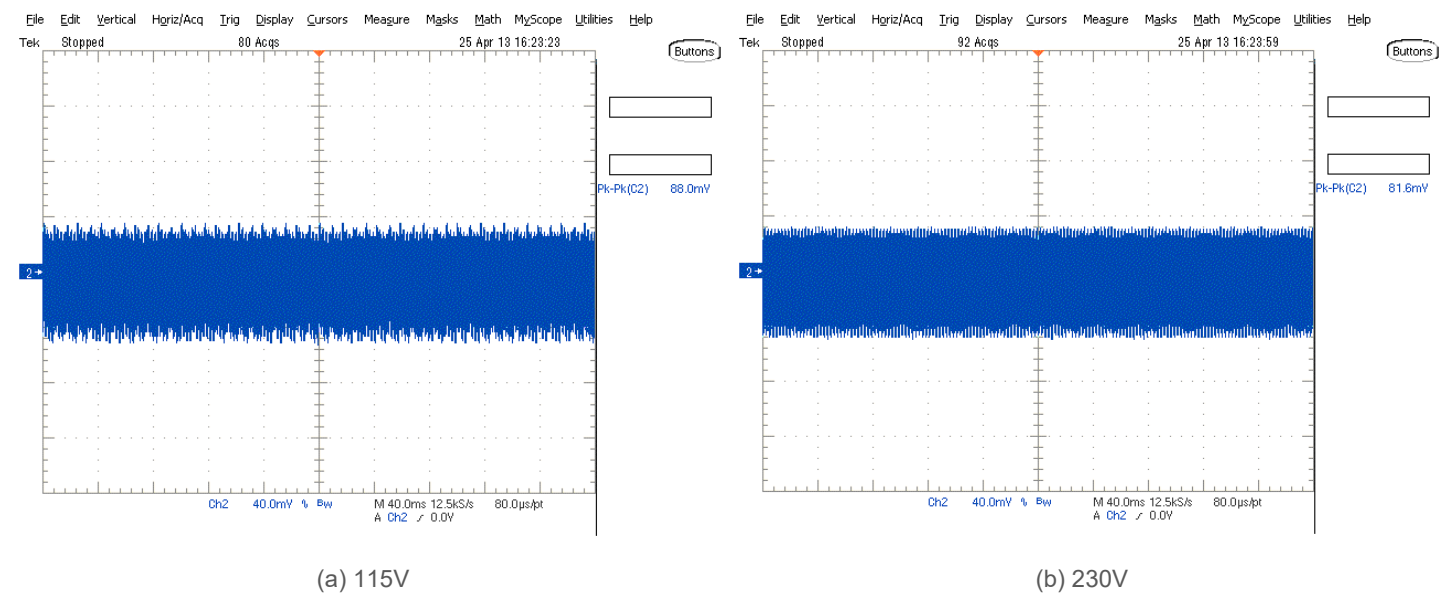 File Edit Vertical Horiz/Acq Trig Display Cursors Measure Masks Math MyScope Utilities Help
Tek Stopped 80 Acqs 25 Apr 13 16:23:23
Buttons
Pk-Pk(C2) 88.0mV
2
Ch2 40.0mV % BW M 40.0ms 12.5kS/s 80.0µs/pt
A Ch2 / 0.0V
(a) 115V
File Edit Vertical Horiz/Acq Trig Display Cursors Measure Masks Math MyScope Utilities Help
Tek Stopped 92 Acqs 25 Apr 13 16:23:59
Buttons
Pk-Pk(C2) 81.6mV
2
Ch2 40.0mV % BW M 40.0ms 12.5kS/s 80.0µs/pt
A Ch2 / 0.0V
(b) 230V